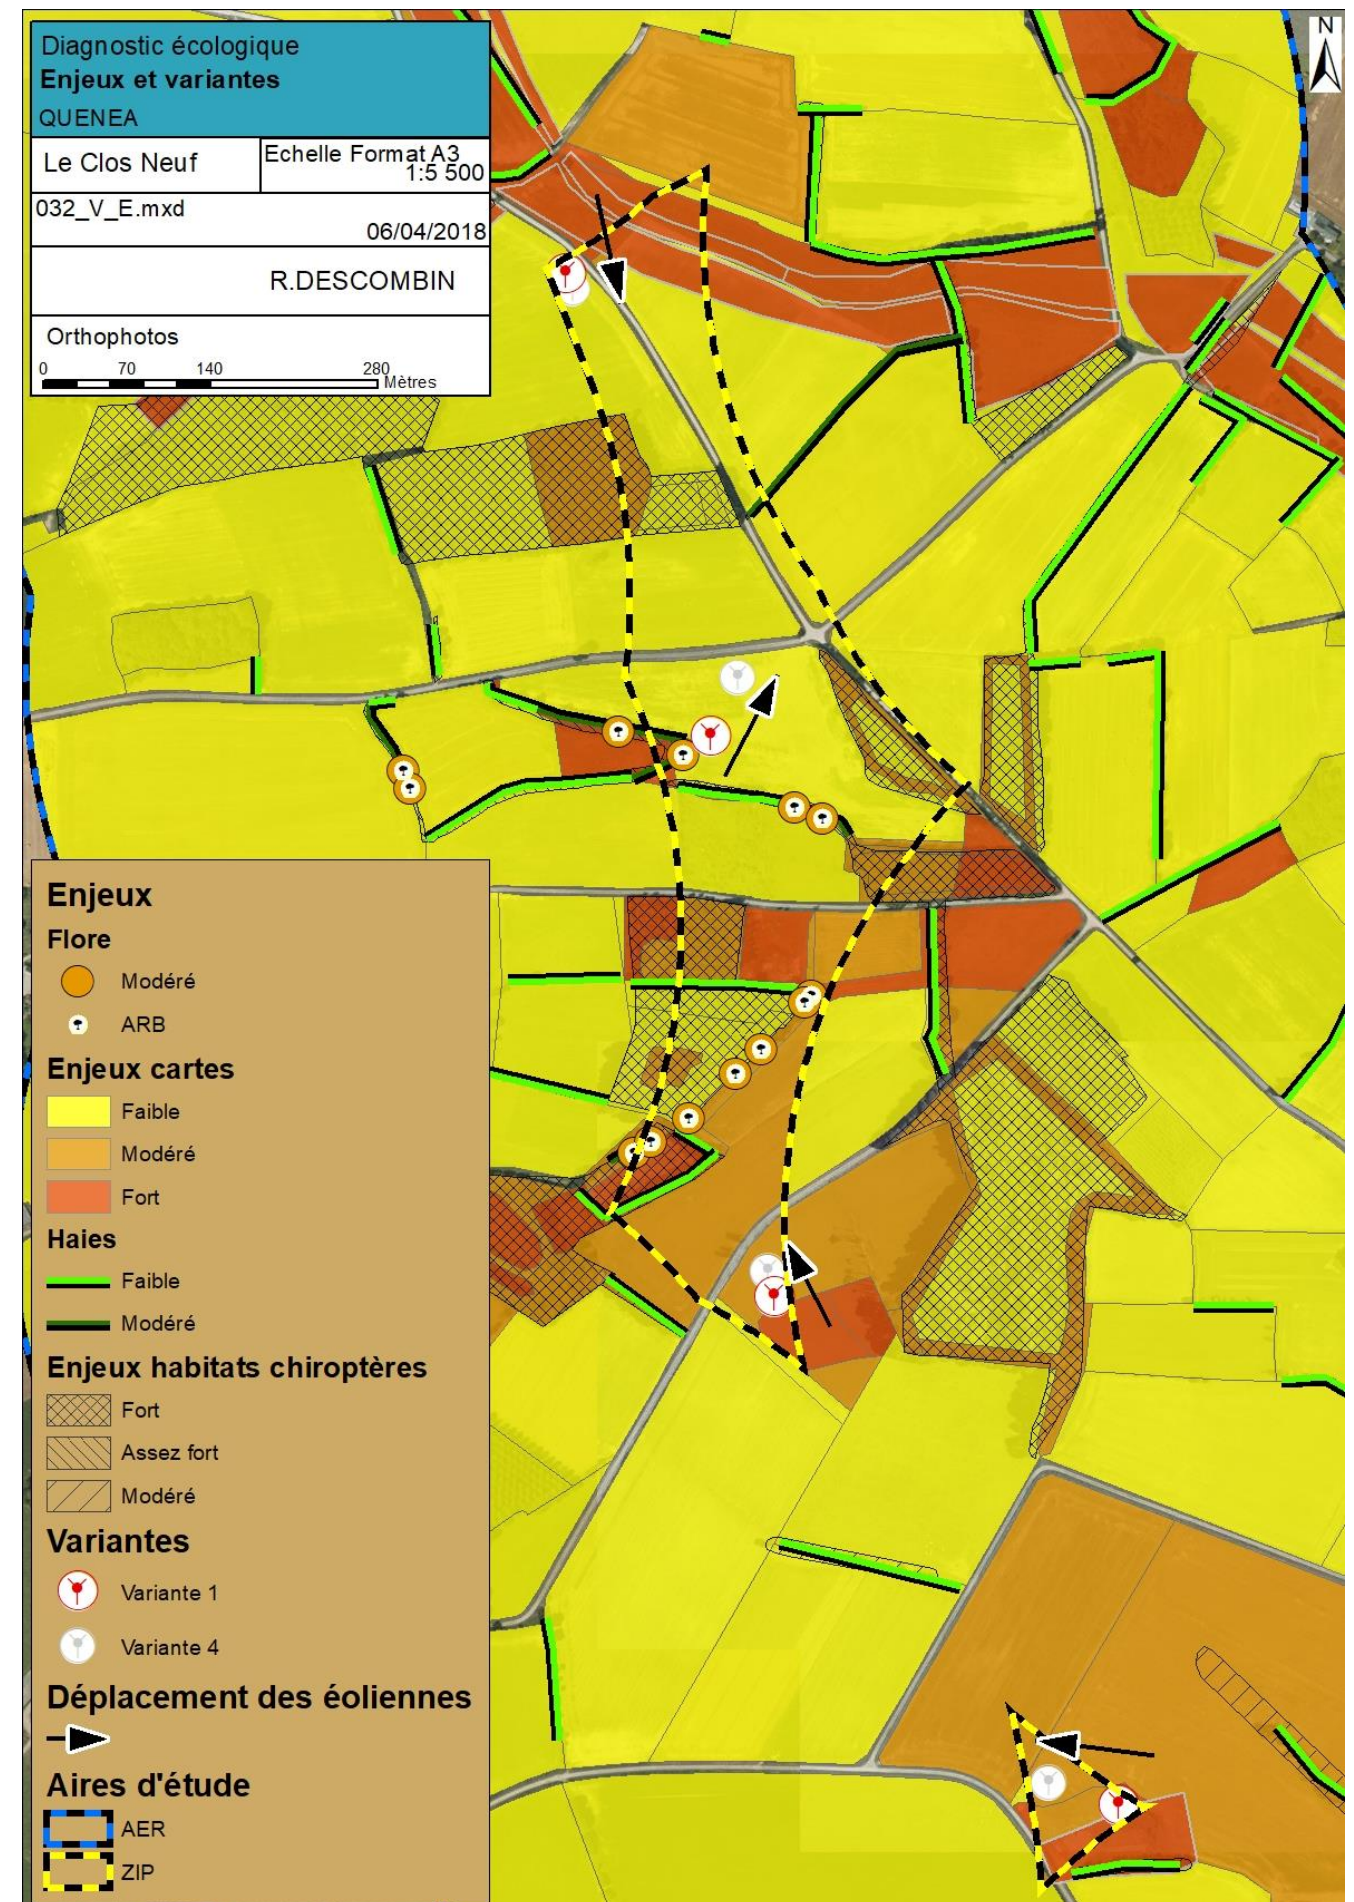 Diagnostic écologique
Enjeux et variantes
QUENEA
Le Clos Neuf
Echelle Format A3
1:5 500
032_V_E.mxd
06/04/2018
R.DESCOMBIN
Orthophotos
0 70 140 280
Mètres
N
Enjeux
Flore
Modéré
ARB
Enjeux cartes
Faible
Modéré
Fort
Haies
Faible
Modéré
Enjeux habitats chiroptères
Fort
Assez fort
Modéré
Variantes
Variante 1
Variante 4
Déplacement des éoliennes
Aires d'étude
AER
ZIP